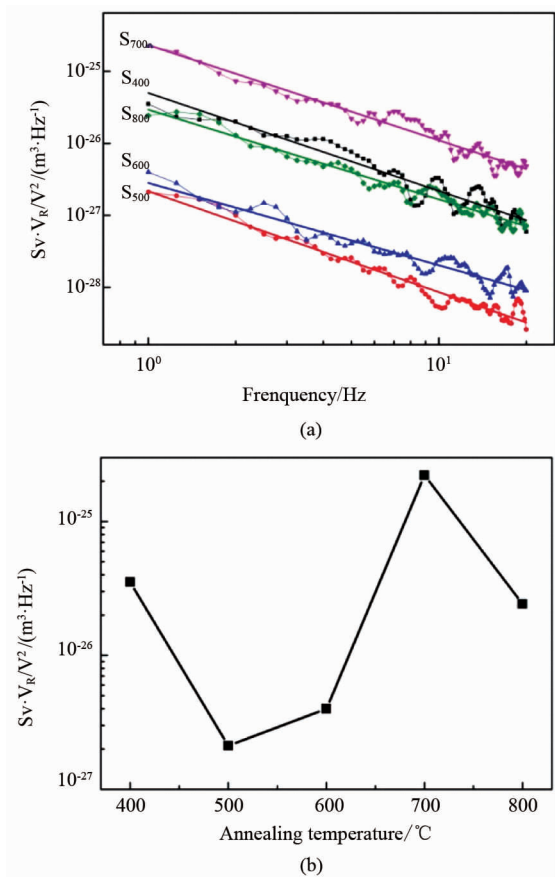 S₇₀₀
S₄₀₀
S₈₀₀
S₆₀₀
S₅₀₀
10⁻²⁵
10⁻²⁶
10⁻²⁷
10⁻²⁸
Sv·V_R/V²/(m³·Hz⁻¹)
10⁰ 10¹
Frenquency/Hz
(a)
10⁻²⁵
10⁻²⁶
10⁻²⁷
Sv·V_R/V²/(m³·Hz⁻¹)
400 500 600 700 800
Annealing temperature/℃
(b)